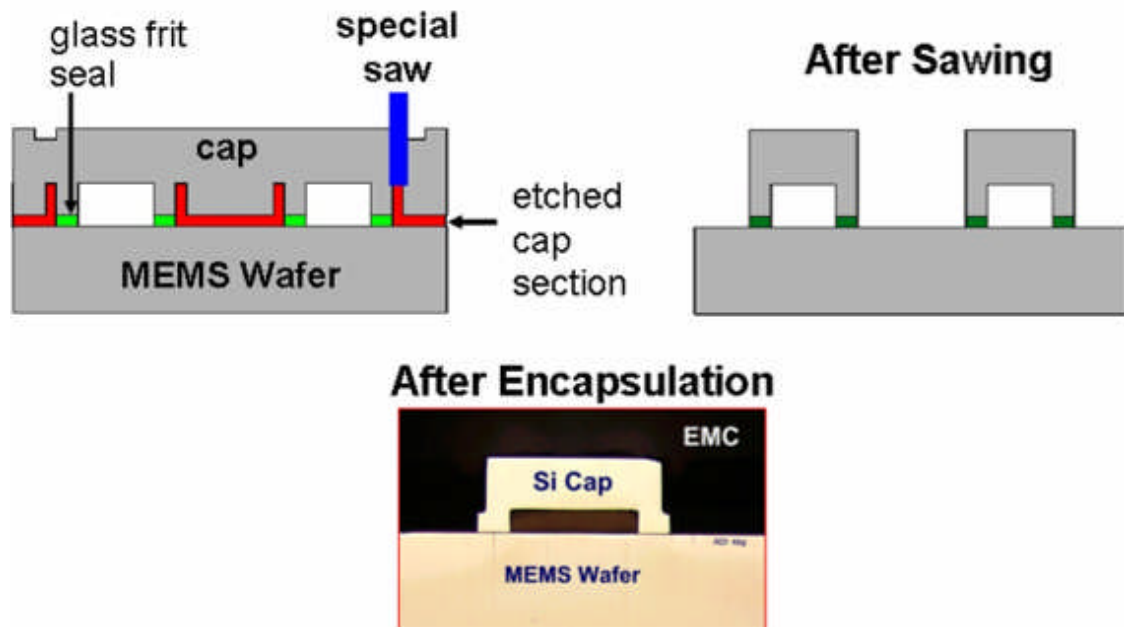 glass frit
seal
special
saw
After Sawing
cap
etched
cap
section
MEMS Wafer
After Encapsulation
EMC
Si Cap
MEMS Wafer